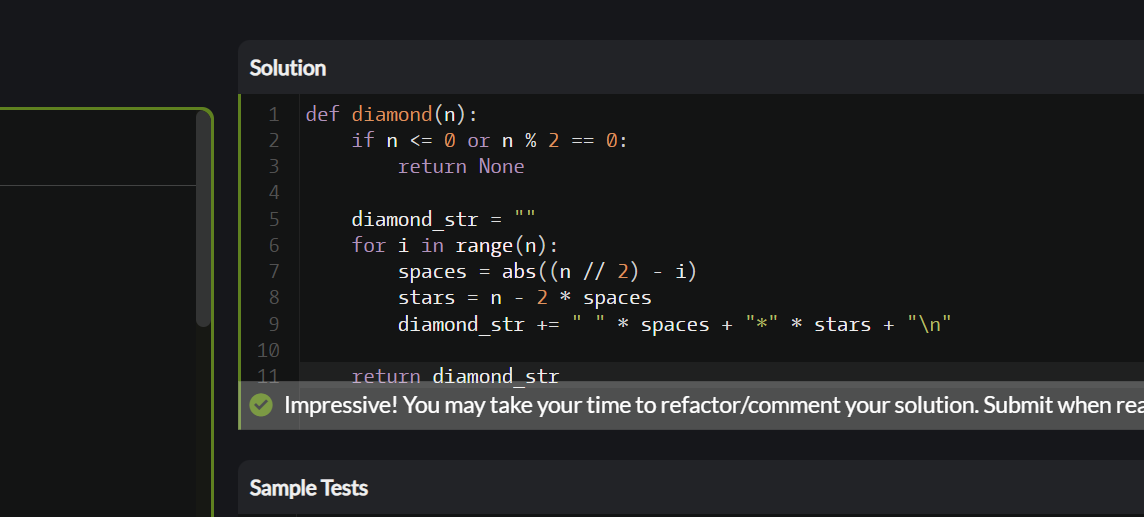 Solution
1 def diamond(n):
2     if n <= 0 or n % 2 == 0:
3         return None
4
5     diamond_str = ""
6     for i in range(n):
7         spaces = abs((n // 2) - i)
8         stars = n - 2 * spaces
9         diamond_str += " " * spaces + "*" * stars + "\n"
10
11     return diamond_str
Impressive! You may take your time to refactor/comment your solution. Submit when
Sample Tests